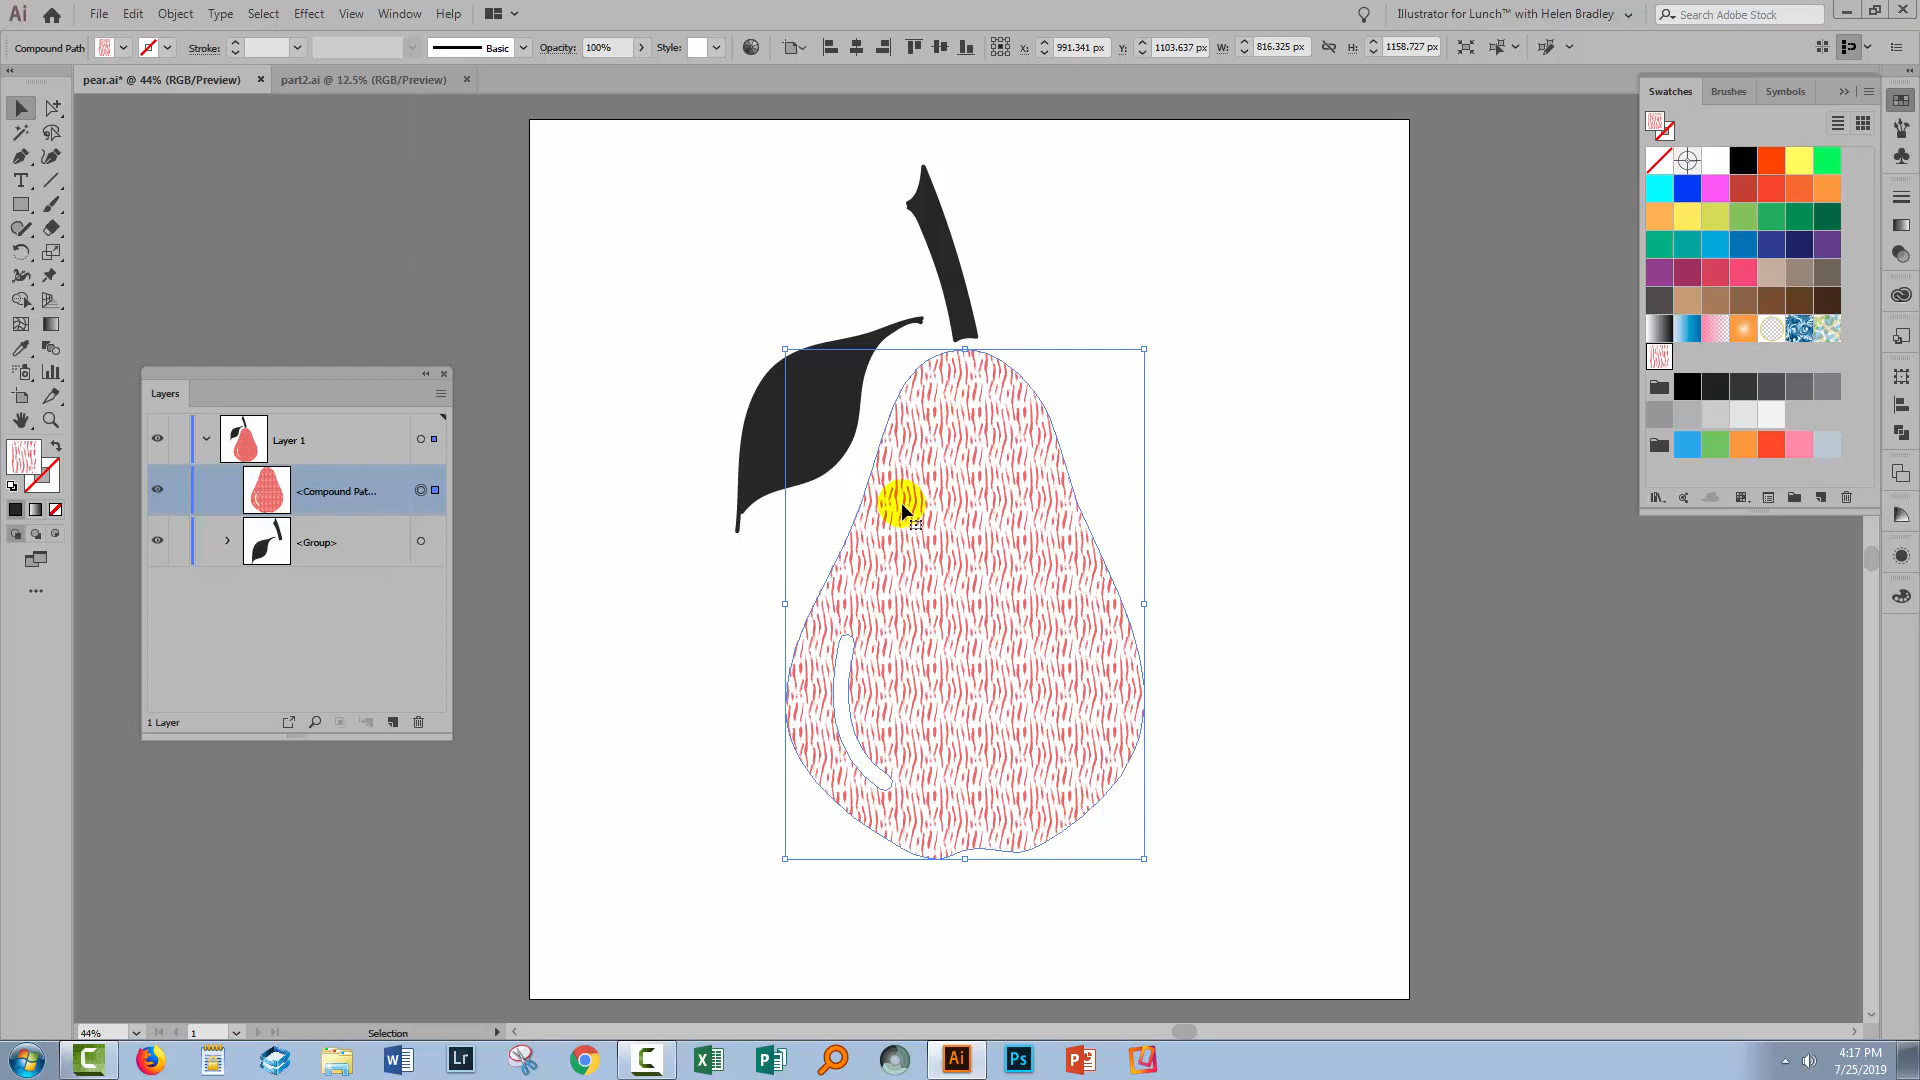 Ai File Edit Object Type Select Effect View Window Help Illustrator for Lunch™ with Helen Bradley Search Adobe Stock
Compound Path Stroke: Basic Opacity: 100% Style: X: 991.341 px Y: 1103.637 px W: 816.325 px H: 1158.727 px
pear.ai* @ 44% (RGB/Preview) part2.ai @ 12.5% (RGB/Preview)
Swatches Brushes Symbols
Layers
Layer 1
<Compound Pat...
<Group>
1 Layer
44% 1 Selection
4:17 PM
7/25/2019